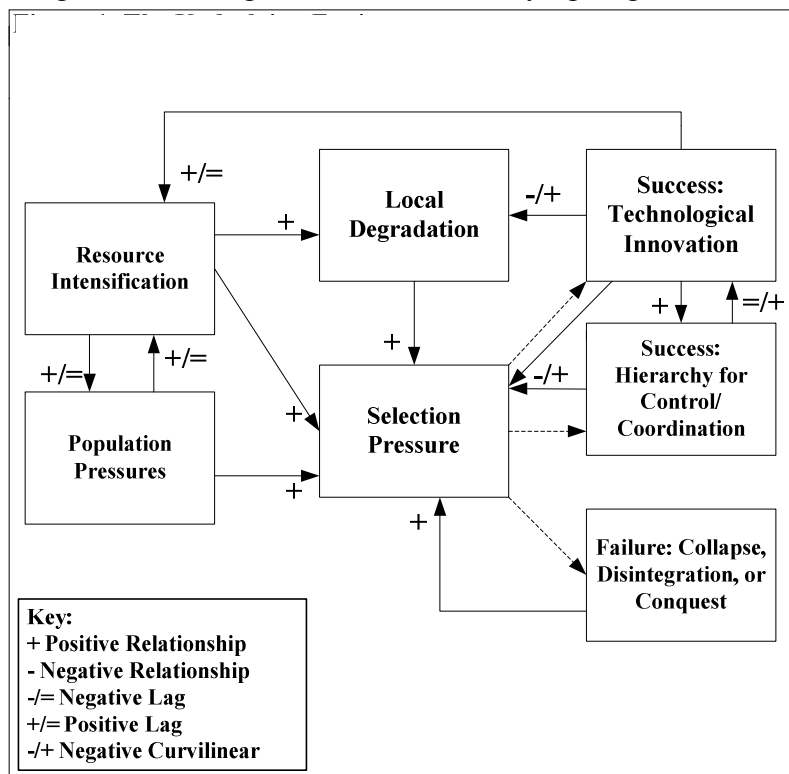 +/=
Local
Degradation
-/+
Success:
Technological
Innovation
+
Resource
Intensification
+
=/+
+/=
+/=
+
-/+
Success:
Hierarchy for
Control/
Coordination
Selection
Pressure
+
Population
Pressures
+
+
Failure: Collapse,
Disintegration, or
Conquest
Key:
+ Positive Relationship
- Negative Relationship
-/= Negative Lag
+/= Positive Lag
-/+ Negative Curvilinear